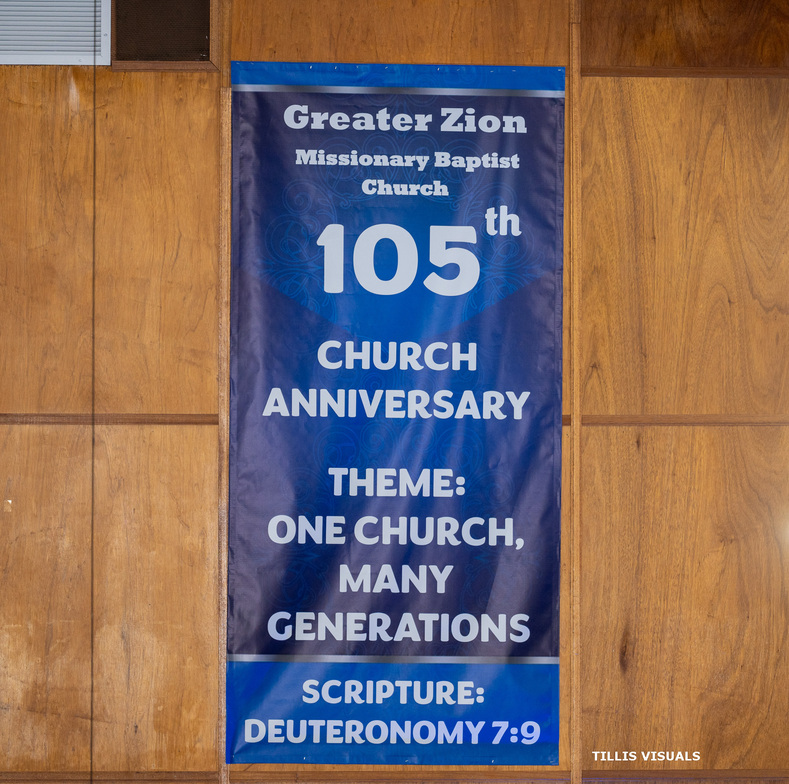 Greater Zion
Missionary Baptist
Church
105th
CHURCH
ANNIVERSARY
THEME:
ONE CHURCH,
MANY
GENERATIONS
SCRIPTURE:
DEUTERONOMY 7:9
TILLIS VISUALS